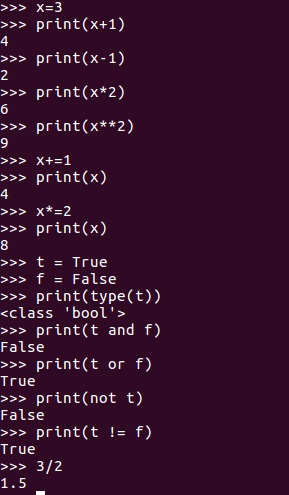 >>> x=3
>>> print(x+1)
4
>>> print(x-1)
2
>>> print(x*2)
6
>>> print(x**2)
9
>>> x+=1
>>> print(x)
4
>>> x*=2
>>> print(x)
8
>>> t = True
>>> f = False
>>> print(type(t))
<class 'bool'>
>>> print(t and f)
False
>>> print(t or f)
True
>>> print(not t)
False
>>> print(t != f)
True
>>> 3/2
1.5